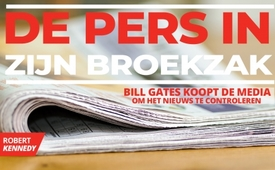 DE PERS IN
ZIJN BROEKZAK
BILL GATES KOOPT DE MEDIA
OM HET NIEUWS TE CONTROLEREN
ROBERT
KENNEDY